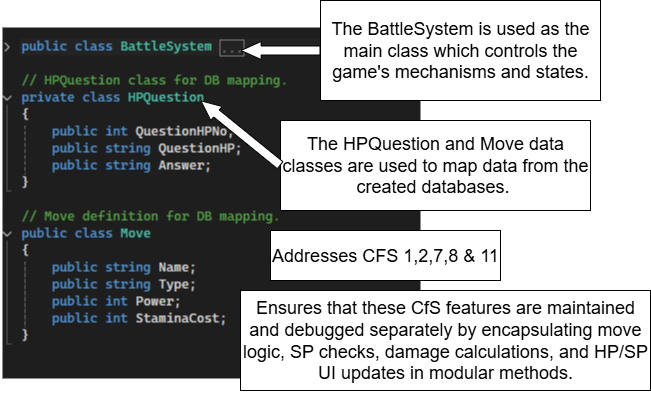 public class BattleSystem ...
The BattleSystem is used as the
main class which controls the
game's mechanisms and states.
// HPQuestion class for DB mapping.
private class HPQuestion
{
public int QuestionHPNo;
public string QuestionHP;
public string Answer;
}
The HPQuestion and Move data
classes are used to map data from the
created databases.
// Move definition for DB mapping.
public class Move
{
public string Name;
public string Type;
public int Power;
public int StaminaCost;
}
Addresses CFS 1,2,7,8 & 11
Ensures that these CfS features are maintained
and debugged separately by encapsulating move
logic, SP checks, damage calculations, and HP/SP
UI updates in modular methods.